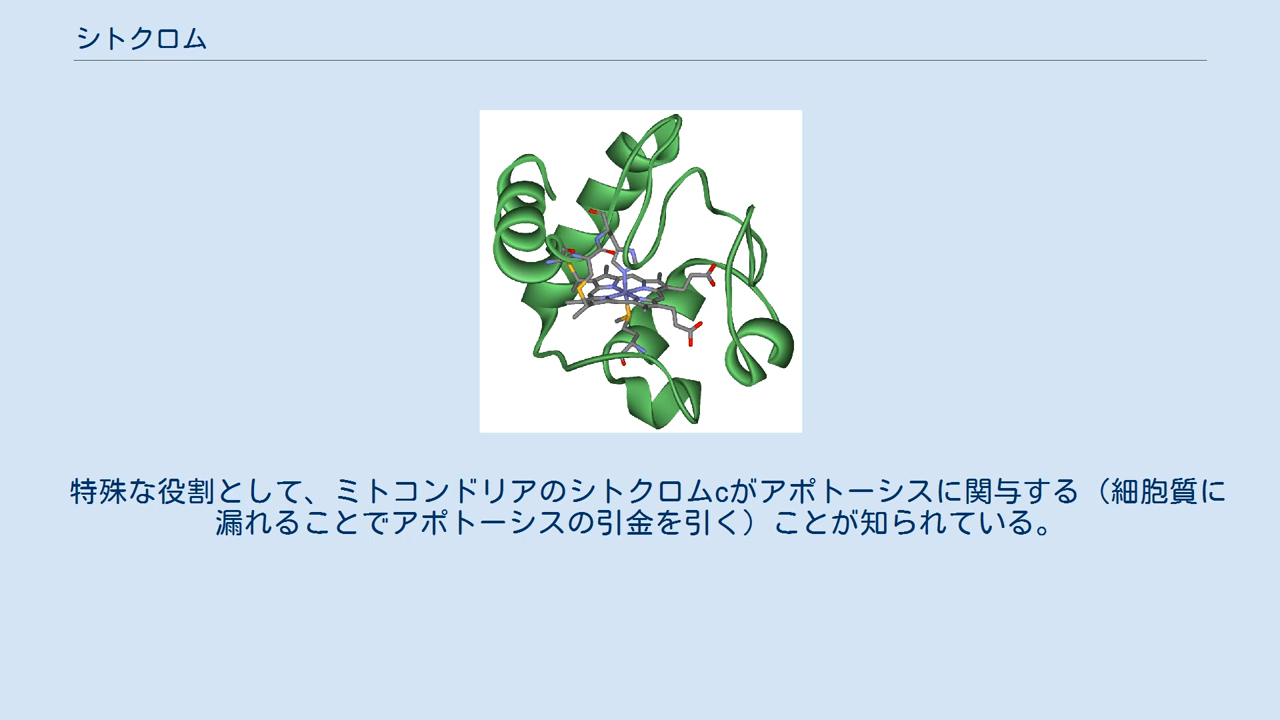 シトクロム
特殊な役割として、ミトコンドリアのシトクロムcがアポトーシスに関与する（細胞質に
漏れることでアポトーシスの引金を引く）ことが知られている。